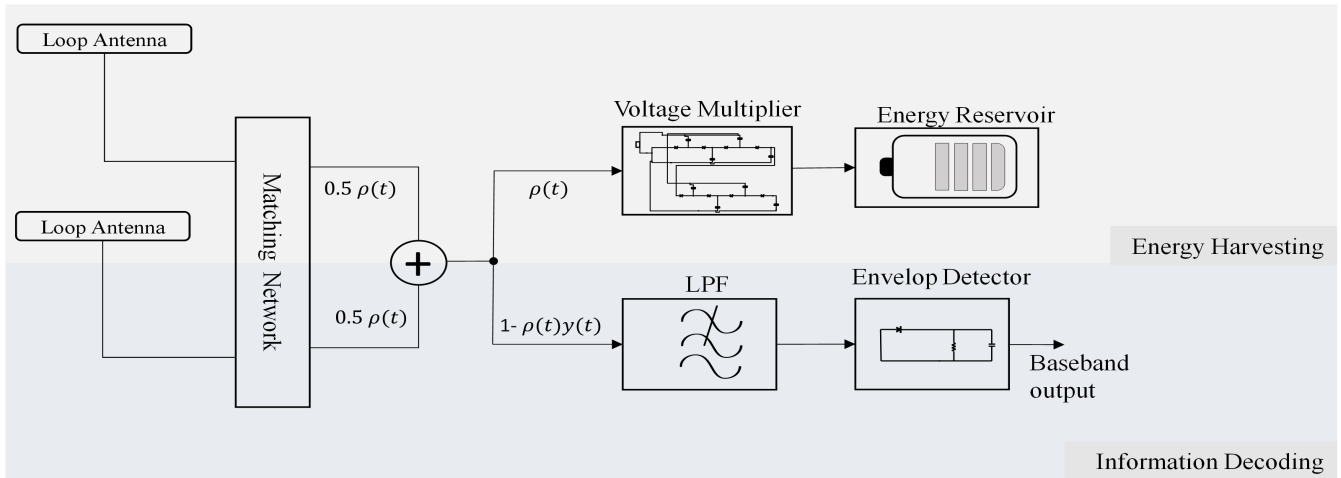 Loop Antenna
Loop Antenna
Matching Network
0.5 ρ(t)
0.5 ρ(t)
ρ(t)
1- ρ(t)y(t)
Voltage Multiplier
Energy Reservoir
Energy Harvesting
LPF
Envelop Detector
Baseband
output
Information Decoding